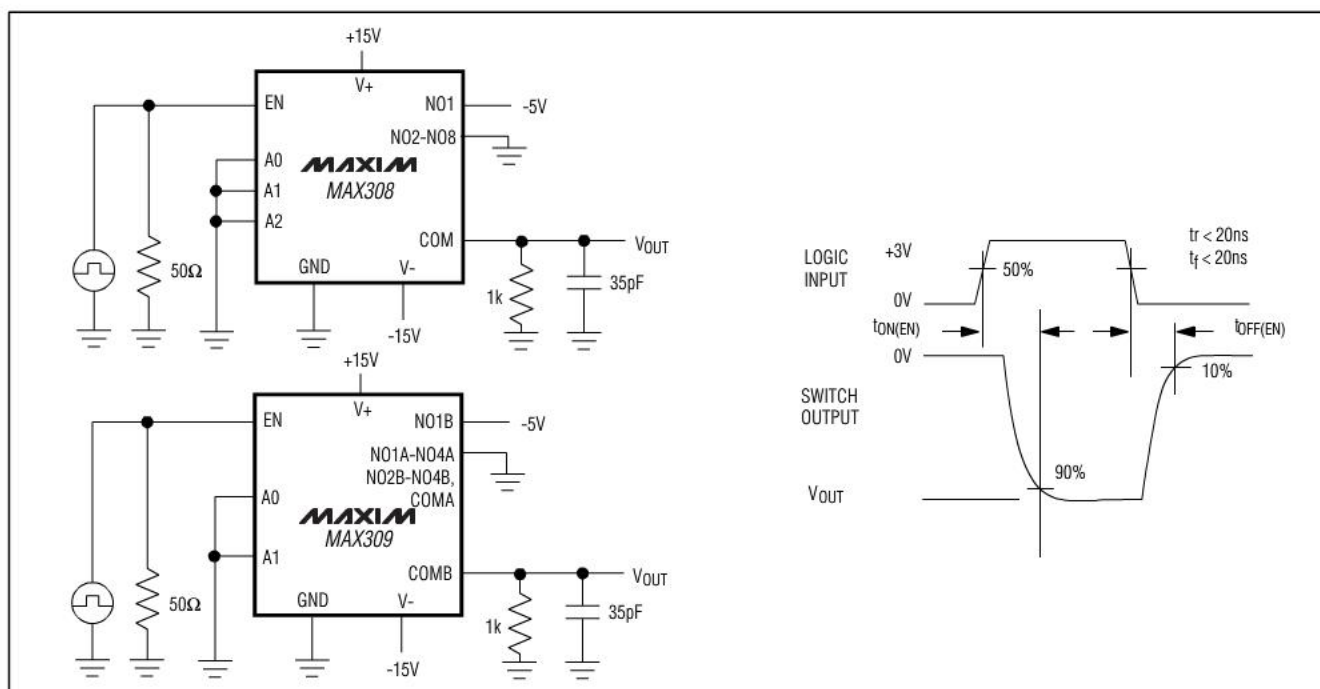 +15V
V+
EN
NO1
-5V
NO2-NO8
A0
MAXIM
MAX308
A1
A2
COM
VOUT
50Ω
GND
V-
1k
35pF
-15V
+15V
V+
EN
NO1B
-5V
NO1A-NO4A
NO2B-NO4B,
COMA
A0
MAXIM
MAX309
A1
COMB
VOUT
50Ω
GND
V-
1k
35pF
-15V
LOGIC
INPUT
+3V
50%
tr < 20ns
tf < 20ns
0V
tON(EN)
tOFF(EN)
0V
10%
SWITCH
OUTPUT
90%
VOUT